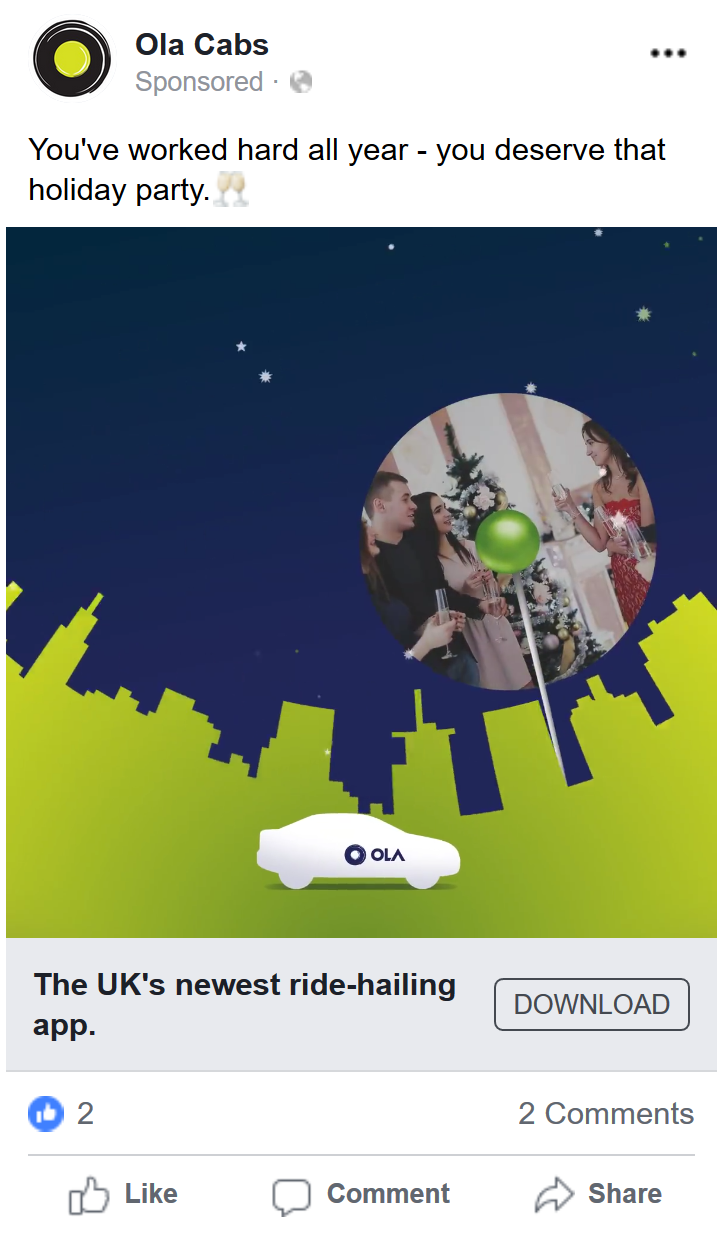 Ola Cabs
Sponsored ·
You've worked hard all year - you deserve that
holiday party.🥂
OLA
The UK's newest ride-hailing
app.
DOWNLOAD
2
2 Comments
Like
Comment
Share